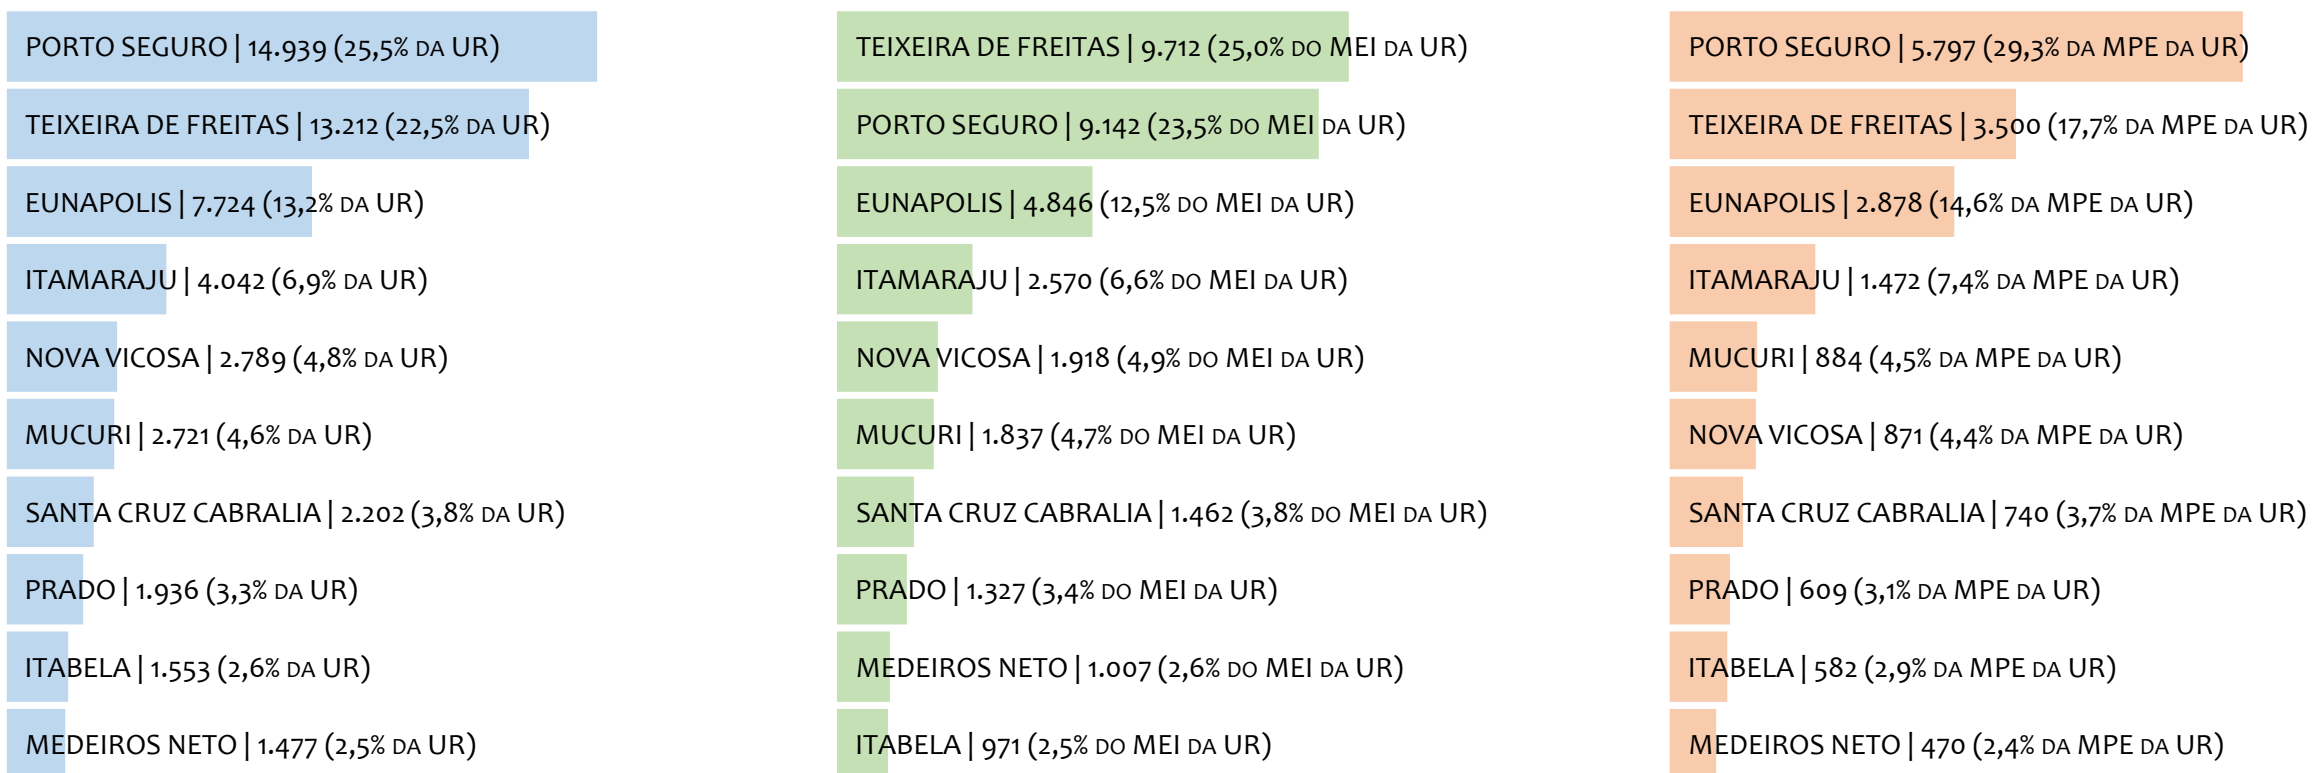 PORTO SEGURO | 14.939 (25,5% DA UR)
TEIXEIRA DE FREITAS | 13.212 (22,5% DA UR)
EUNAPOLIS | 7.724 (13,2% DA UR)
ITAMARAJU | 4.042 (6,9% DA UR)
NOVA VICOSA | 2.789 (4,8% DA UR)
MUCURI | 2.721 (4,6% DA UR)
SANTA CRUZ CABRALIA | 2.202 (3,8% DA UR)
PRADO | 1.936 (3,3% DA UR)
ITABELA | 1.553 (2,6% DA UR)
MEDEIROS NETO | 1.477 (2,5% DA UR)
TEIXEIRA DE FREITAS | 9.712 (25,0% DO MEI DA UR)
PORTO SEGURO | 9.142 (23,5% DO MEI DA UR)
EUNAPOLIS | 4.846 (12,5% DO MEI DA UR)
ITAMARAJU | 2.570 (6,6% DO MEI DA UR)
NOVA VICOSA | 1.918 (4,9% DO MEI DA UR)
MUCURI | 1.837 (4,7% DO MEI DA UR)
SANTA CRUZ CABRALIA | 1.462 (3,8% DO MEI DA UR)
PRADO | 1.327 (3,4% DO MEI DA UR)
MEDEIROS NETO | 1.007 (2,6% DO MEI DA UR)
ITABELA | 971 (2,5% DO MEI DA UR)
PORTO SEGURO | 5.797 (29,3% DA MPE DA UR)
TEIXEIRA DE FREITAS | 3.500 (17,7% DA MPE DA UR)
EUNAPOLIS | 2.878 (14,6% DA MPE DA UR)
ITAMARAJU | 1.472 (7,4% DA MPE DA UR)
MUCURI | 884 (4,5% DA MPE DA UR)
NOVA VICOSA | 871 (4,4% DA MPE DA UR)
SANTA CRUZ CABRALIA | 740 (3,7% DA MPE DA UR)
PRADO | 609 (3,1% DA MPE DA UR)
ITABELA | 582 (2,9% DA MPE DA UR)
MEDEIROS NETO | 470 (2,4% DA MPE DA UR)